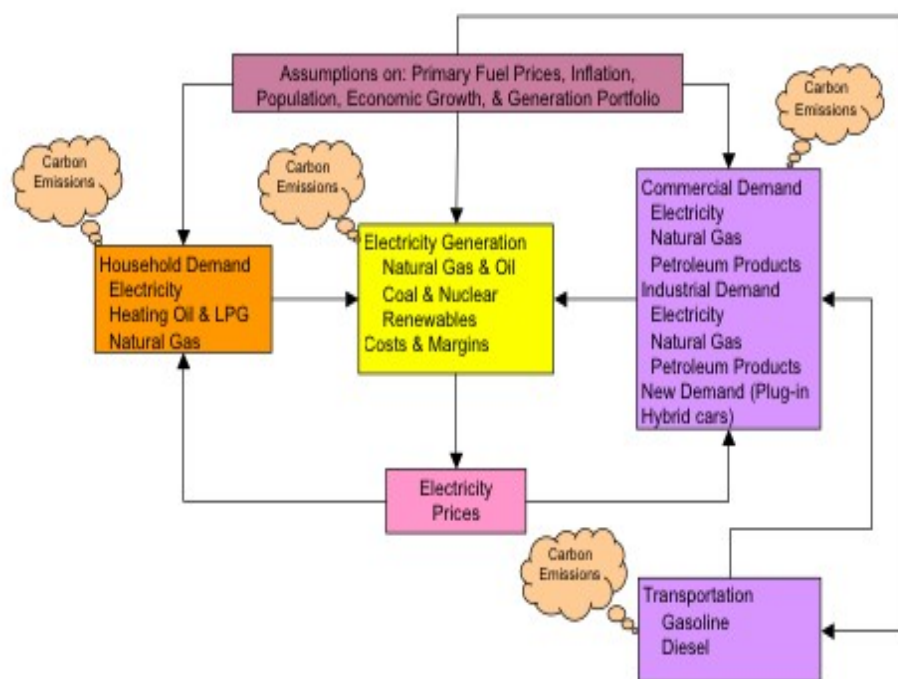 Assumptions on: Primary Fuel Prices, Inflation,
Population, Economic Growth, & Generation Portfolio
Carbon
Emissions
Carbon
Emissions
Carbon
Emissions
Household Demand
Electricity
Heating Oil & LPG
Natural Gas
Electricity Generation
Natural Gas & Oil
Coal & Nuclear
Renewables
Costs & Margins
Commercial Demand
Electricity
Natural Gas
Petroleum Products
Industrial Demand
Electricity
Natural Gas
Petroleum Products
New Demand (Plug-in
Hybrid cars)
Electricity
Prices
Carbon
Emissions
Transportation
Gasoline
Diesel